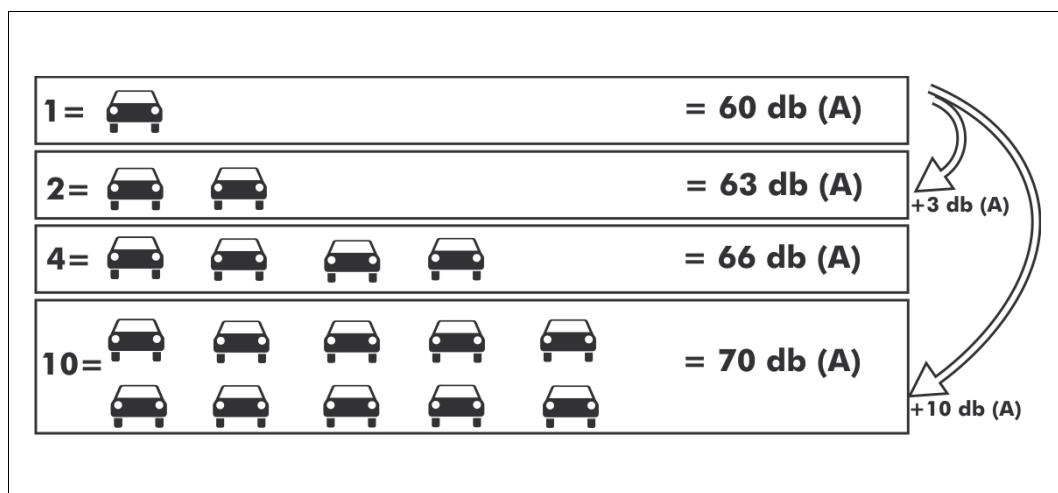 1= = 60 db (A)
2= = 63 db (A)
+3 db (A)
4= = 66 db (A)
10= = 70 db (A)
+10 db (A)